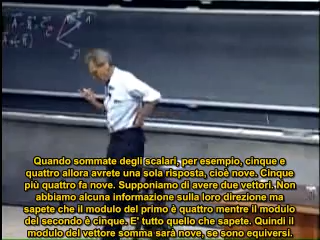 Quando sommate degli scalari, per esempio, cinque e
quattro allora avrete una sola risposta, cioè nove. Cinque
più quattro fa nove. Supponiamo di avere due vettori. Non
abbiamo alcuna informazione sulla loro direzione ma
sapete che il modulo del primo è quattro mentre il modulo
del secondo è cinque. E' tutto quello che sapete. Quindi il
modulo del vettore somma sarà nove, se sono equiversi.